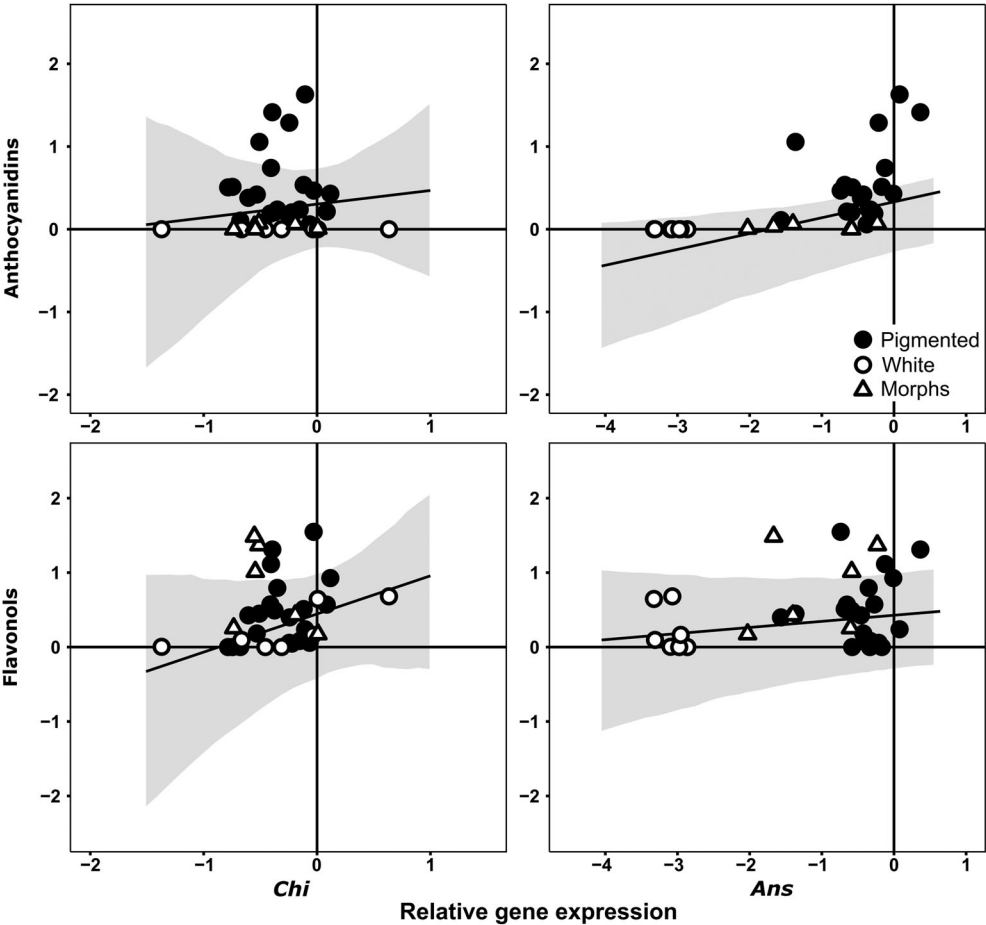 Anthocyanidins
2
1
0
−1
−2
−2 −1 0 1
−4 −3 −2 −1 0 1
Pigmented
White
Morphs
Flavonols
2
1
0
−1
−2
−2 −1 0 1
−4 −3 −2 −1 0 1
Chi
Ans
Relative gene expression